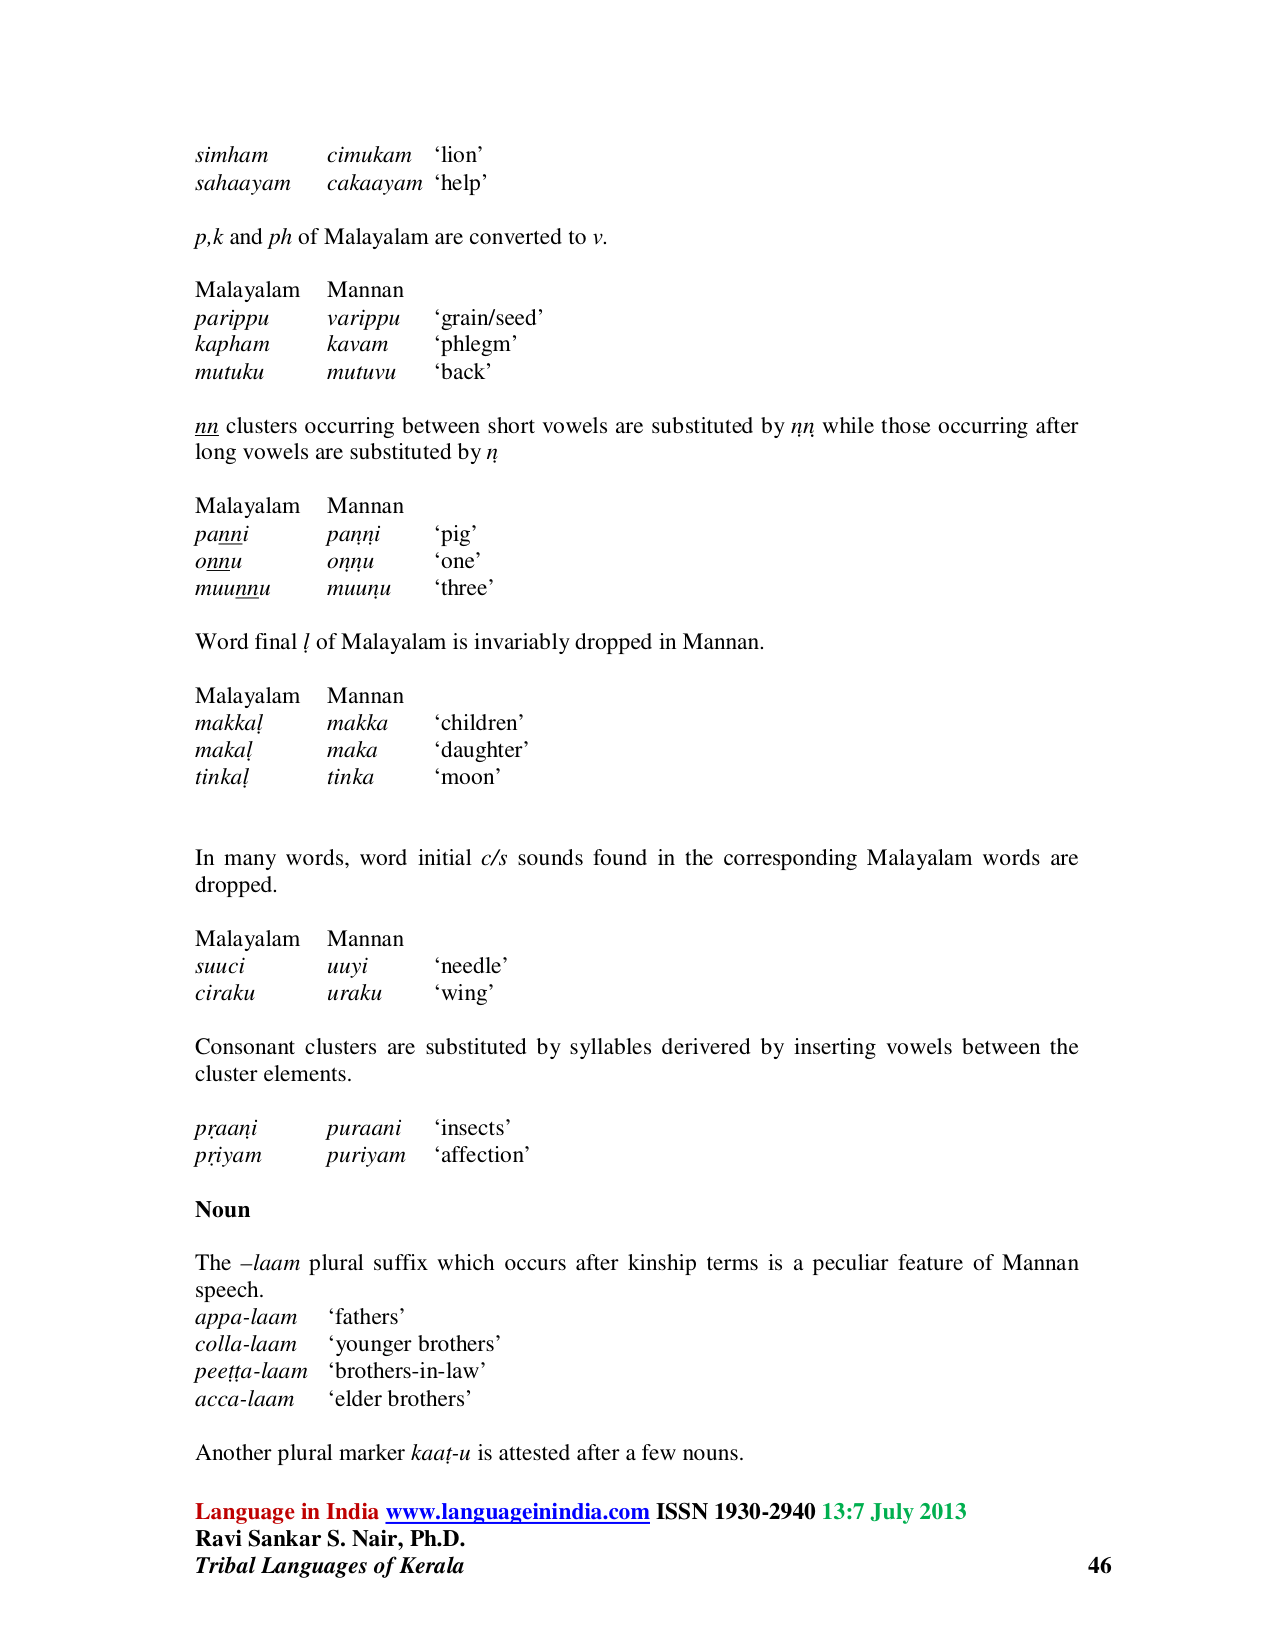 simham cimukam ‘lion’
sahaayam cakaayam ‘help’
p,k and ph of Malayalam are converted to v.
Malayalam Mannan
parippu varippu ‘grain/seed’
kapham kavam ‘phlegm’
mutuku mutuvu ‘back’
nn clusters occurring between short vowels are substituted by ṇṇ while those occurring after
long vowels are substituted by ṇ
Malayalam Mannan
panni paṇṇi ‘pig’
onnu oṇṇu ‘one’
muunnu muuṇu ‘three’
Word final ḷ of Malayalam is invariably dropped in Mannan.
Malayalam Mannan
makkaḷ makka ‘children’
makaḷ maka ‘daughter’
tinkaḷ tinka ‘moon’
In many words, word initial c/s sounds found in the corresponding Malayalam words are
dropped.
Malayalam Mannan
suuci uuyi ‘needle’
ciraku uraku ‘wing’
Consonant clusters are substituted by syllables derivered by inserting vowels between the
cluster elements.
pṛaaṇi puraani ‘insects’
pṛiyam puriyam ‘affection’
Noun
The –laam plural suffix which occurs after kinship terms is a peculiar feature of Mannan
speech.
appa-laam ‘fathers’
colla-laam ‘younger brothers’
peeṭṭa-laam ‘brothers-in-law’
acca-laam ‘elder brothers’
Another plural marker kaaṭ-u is attested after a few nouns.
Language in India www.languageinindia.com ISSN 1930-2940 13:7 July 2013
Ravi Sankar S. Nair, Ph.D.
Tribal Languages of Kerala 46